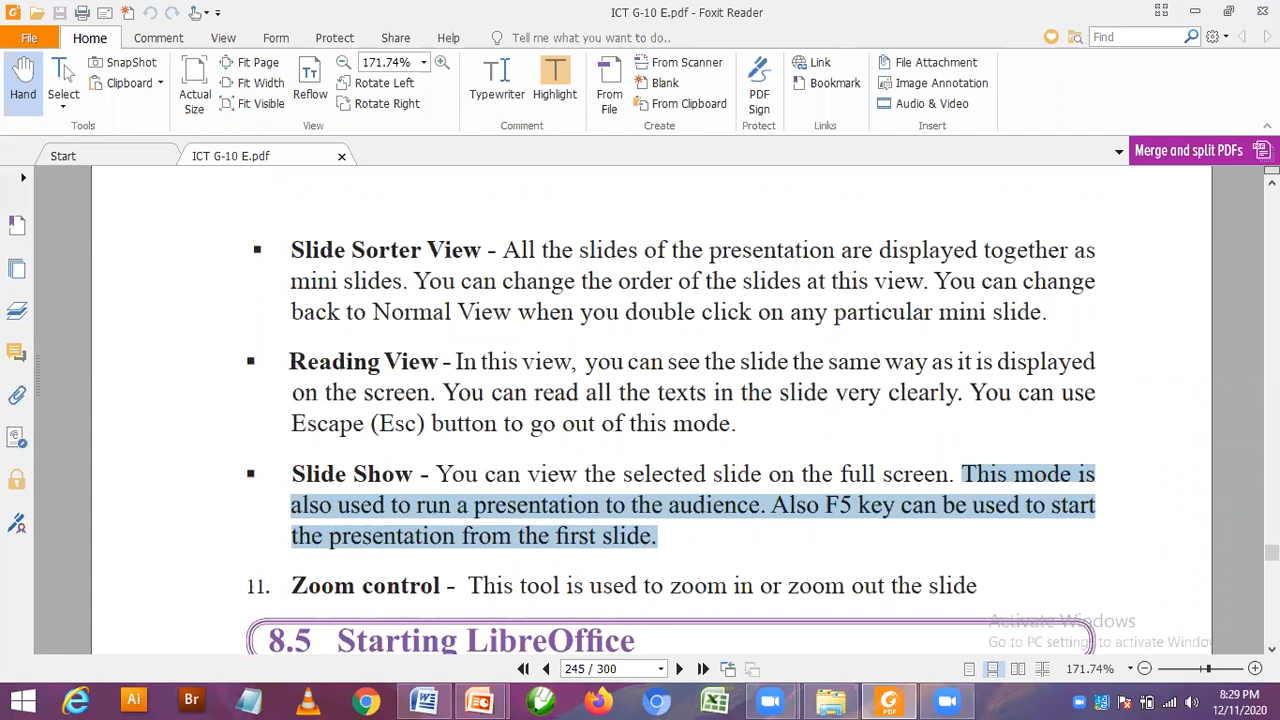 ICT G-10 E.pdf - Foxit Reader
File Home Comment View Form Protect Share Help Tell me what you want to do... Find
Hand
Select
SnapShot
Clipboard
Tools
Actual Size
Fit Page
Fit Width
Fit Visible
Reflow
171.74%
Rotate Left
Rotate Right
View
Typewriter
Highlight
Comment
From File
From Scanner
Blank
From Clipboard
Create
PDF Sign
Protect
Link
Bookmark
Links
File Attachment
Image Annotation
Audio & Video
Insert
Start ICT G-10 E.pdf Merge and split PDFs
▪ Slide Sorter View - All the slides of the presentation are displayed together as
mini slides. You can change the order of the slides at this view. You can change
back to Normal View when you double click on any particular mini slide.
▪ Reading View - In this view, you can see the slide the same way as it is displayed
on the screen. You can read all the texts in the slide very clearly. You can use
Escape (Esc) button to go out of this mode.
▪ Slide Show - You can view the selected slide on the full screen. This mode is
also used to run a presentation to the audience. Also F5 key can be used to start
the presentation from the first slide.
11. Zoom control - This tool is used to zoom in or zoom out the slide
8.5 Starting LibreOffice
Activate Windows
Go to PC settings to activate Window
245 / 300 171.74%
Ai Br
PDF
8:29 PM
12/11/2020